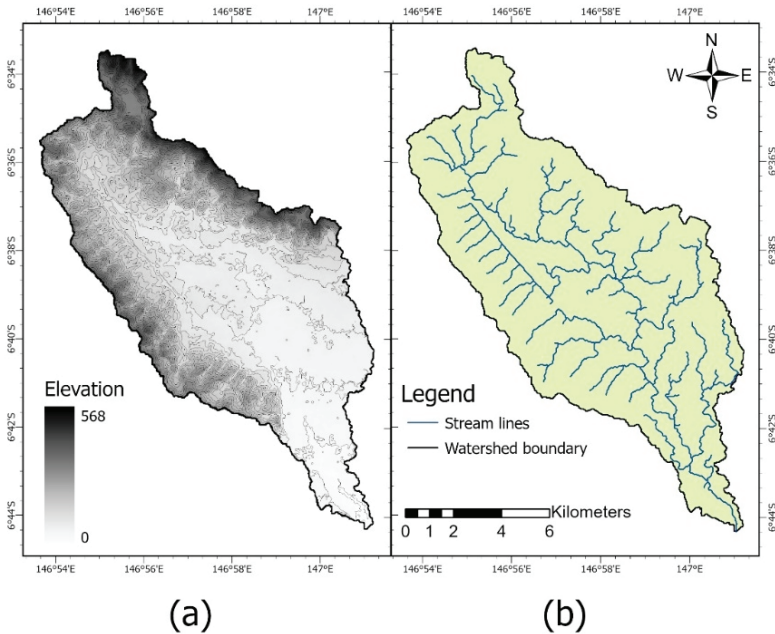 146°54'E 146°56'E 146°58'E 147°E
6°34'S
6°36'S
6°38'S
6°40'S
6°42'S
6°44'S
Elevation
568
0
146°54'E 146°56'E 146°58'E 147°E
(a)
146°54'E 146°56'E 146°58'E 147°E
N
W E
S
6°34'S
6°36'S
6°38'S
6°40'S
6°42'S
6°44'S
Legend
Stream lines
Watershed boundary
Kilometers
0 1 2 4 6
146°54'E 146°56'E 146°58'E 147°E
(b)